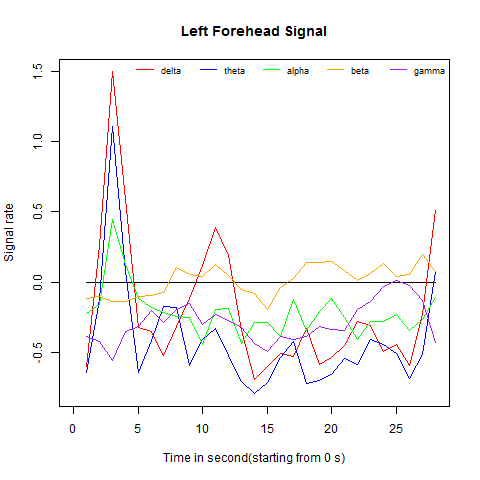 Left Forehead Signal
delta theta alpha beta gamma
1.5
1.0
0.5
0.0
-0.5
Signal rate
0 5 10 15 20 25
Time in second(starting from 0 s)